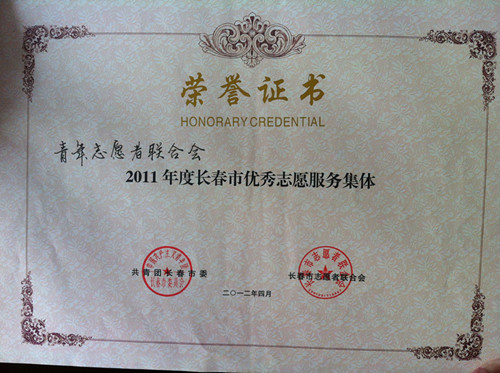 荣誉证书
HONORARY CREDENTIAL
青年志愿者联合会
2011年度长春市优秀志愿服务集体
共青团长春市委
长春市志愿者联合会
二〇一二年四月